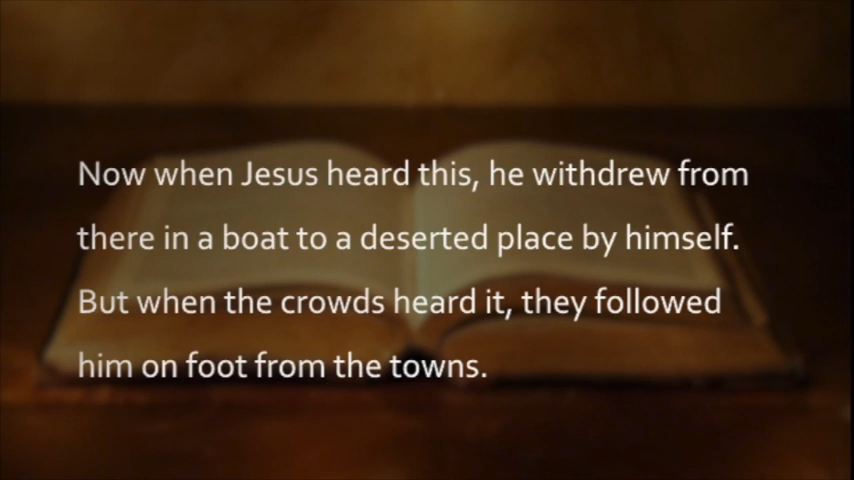 Now when Jesus heard this, he withdrew from
there in a boat to a deserted place by himself.
But when the crowds heard it, they followed
him on foot from the towns.